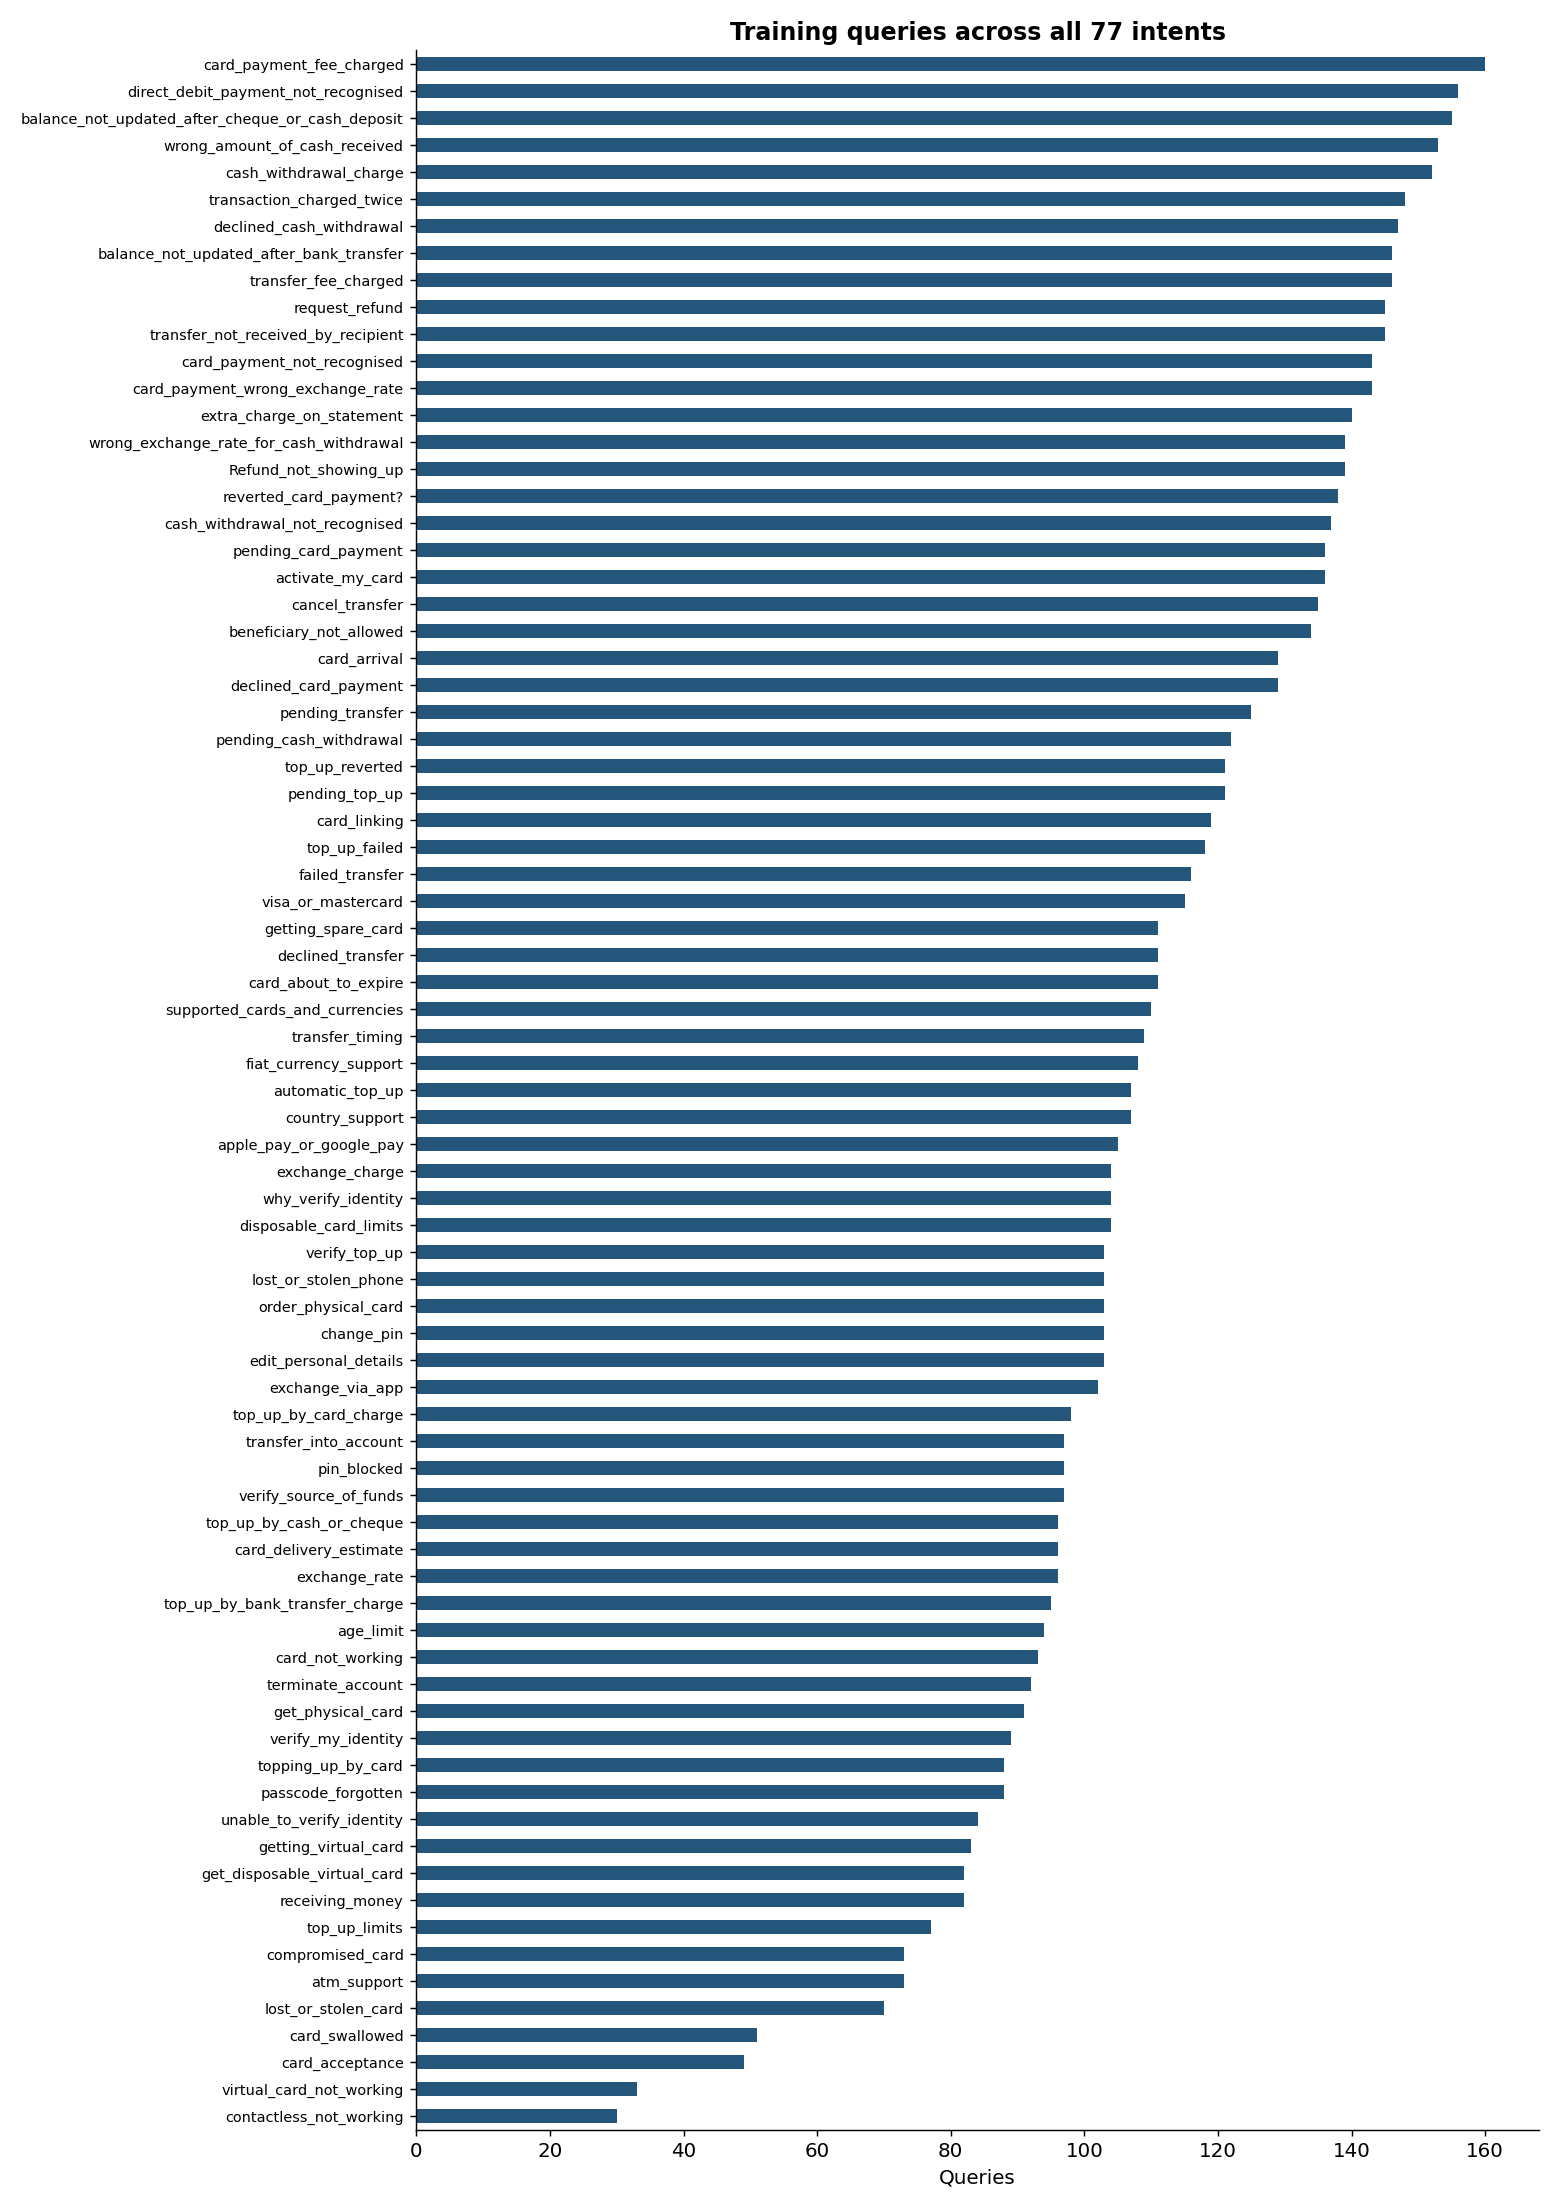 Training queries across all 77 intents
card_payment_fee_charged
direct_debit_payment_not_recognised
balance_not_updated_after_cheque_or_cash_deposit
wrong_amount_of_cash_received
cash_withdrawal_charge
transaction_charged_twice
declined_cash_withdrawal
balance_not_updated_after_bank_transfer
transfer_fee_charged
request_refund
transfer_not_received_by_recipient
card_payment_not_recognised
card_payment_wrong_exchange_rate
extra_charge_on_statement
wrong_exchange_rate_for_cash_withdrawal
Refund_not_showing_up
reverted_card_payment?
cash_withdrawal_not_recognised
pending_card_payment
activate_my_card
cancel_transfer
beneficiary_not_allowed
card_arrival
declined_card_payment
pending_transfer
pending_cash_withdrawal
top_up_reverted
pending_top_up
card_linking
top_up_failed
failed_transfer
visa_or_mastercard
getting_spare_card
declined_transfer
card_about_to_expire
supported_cards_and_currencies
transfer_timing
fiat_currency_support
automatic_top_up
country_support
apple_pay_or_google_pay
exchange_charge
why_verify_identity
disposable_card_limits
verify_top_up
lost_or_stolen_phone
order_physical_card
change_pin
edit_personal_details
exchange_via_app
top_up_by_card_charge
transfer_into_account
pin_blocked
verify_source_of_funds
top_up_by_cash_or_cheque
card_delivery_estimate
exchange_rate
top_up_by_bank_transfer_charge
age_limit
card_not_working
terminate_account
get_physical_card
verify_my_identity
topping_up_by_card
passcode_forgotten
unable_to_verify_identity
getting_virtual_card
get_disposable_virtual_card
receiving_money
top_up_limits
compromised_card
atm_support
lost_or_stolen_card
card_swallowed
card_acceptance
virtual_card_not_working
contactless_not_working
0 20 40 60 80 100 120 140 160
Queries